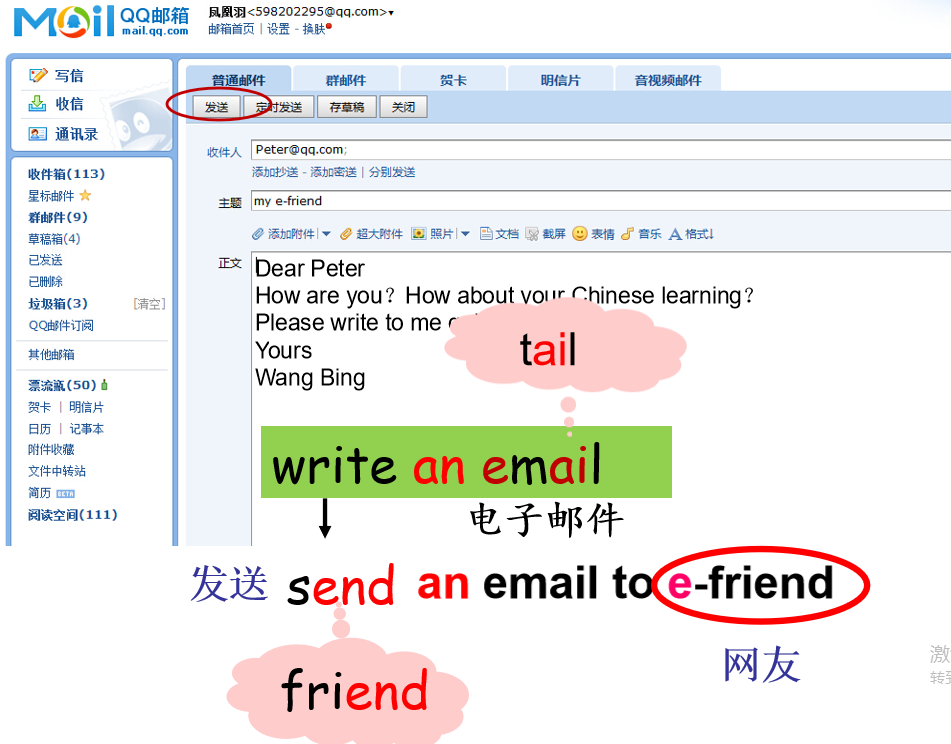 Mail QQ邮箱
mail.qq.com
凤凰羽<598202295@qq.com>
邮箱首页 | 设置 - 换肤
写信
收信
通讯录
收件箱(113)
星标邮件
群邮件(9)
草稿箱(4)
已发送
已删除
垃圾箱(3) [清空]
QQ邮件订阅
其他邮箱
漂流瓶(50)
贺卡 | 明信片
日历 | 记事本
附件收藏
文件中转站
简历 BETA
阅读空间(111)
普通邮件 群邮件 贺卡 明信片 音视频邮件
发送 定时发送 存草稿 关闭
收件人 Peter@qq.com;
添加抄送 - 添加密送 | 分别发送
主题 my e-friend
添加附件 | 超大附件 照片 | 文档 截屏 表情 音乐 格式↓
正文
Dear Peter
How are you? How about your Chinese learning?
Please write to me
Yours
Wang Bing
tail
write an email
电子邮件
发送 send an email to e-friend
网友
friend
激
转到